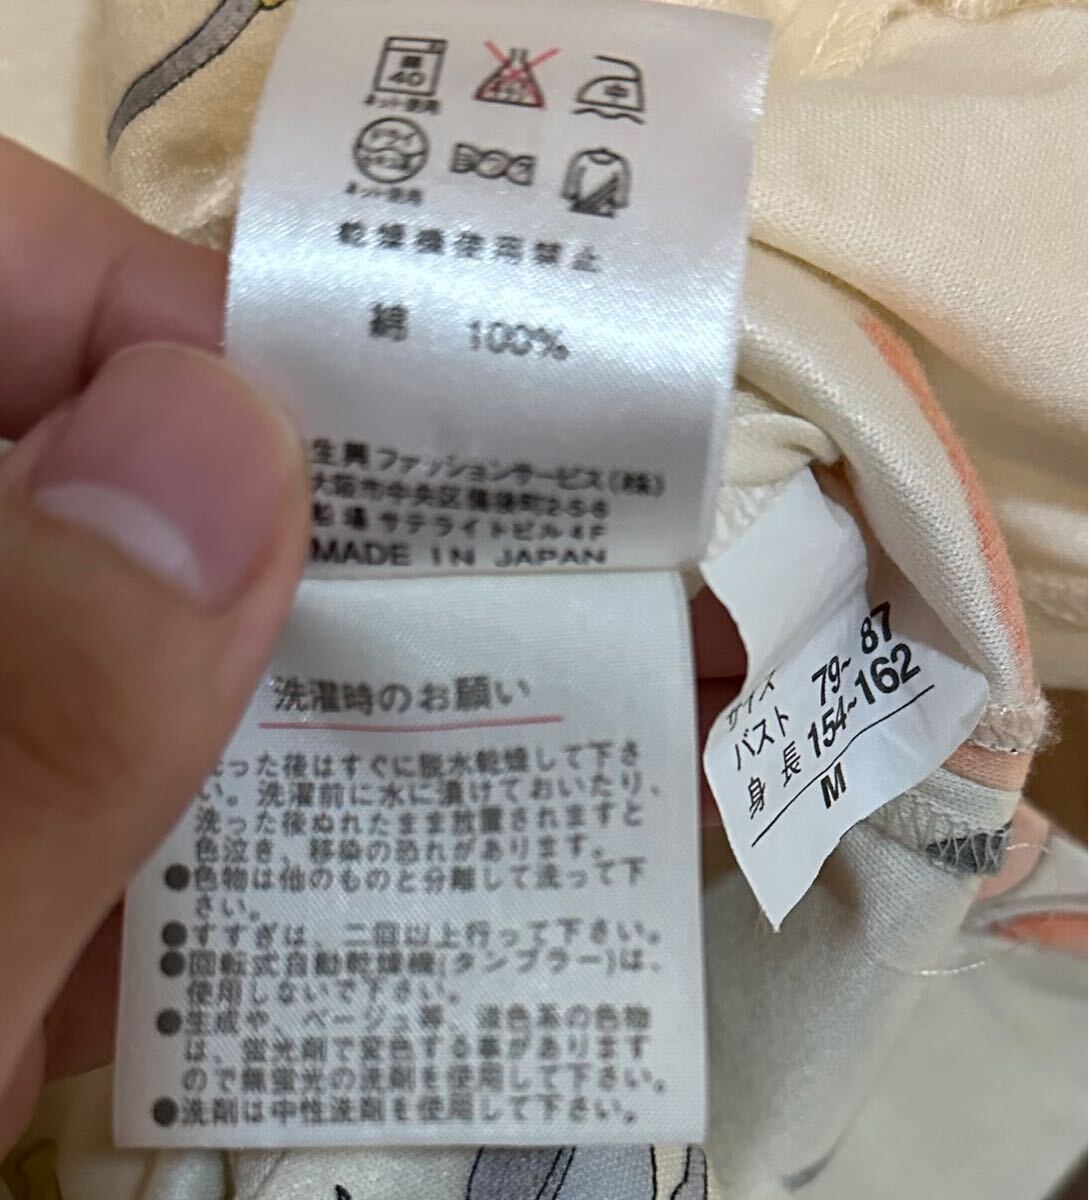 40
ネット使用
中
ドライ
ネット使用
乾燥機使用禁止
綿 100%
生興ファッションサービス(株)
大阪市中央区備後町2-5-8
船場サテライトビル4F
MADE IN JAPAN
洗濯時のお願い
洗った後はすぐに脱水乾燥して下さ
い。洗濯前に水に漬けておいたり、
洗った後ぬれたまま放置されますと
色泣き、移染の恐れがあります。
●色物は他のものと分離して洗って下
さい。
●すすぎは、二回以上行って下さい。
●回転式自動乾燥機(タンブラー)は、
使用しないで下さい。
●生成や、ベージュ等、淡色系の色物
は、蛍光剤で変色する事があります
ので無蛍光の洗剤を使用して下さい。
●洗剤は中性洗剤を使用して下さい。
サイズ
バスト 79~87
身長 154~162
M